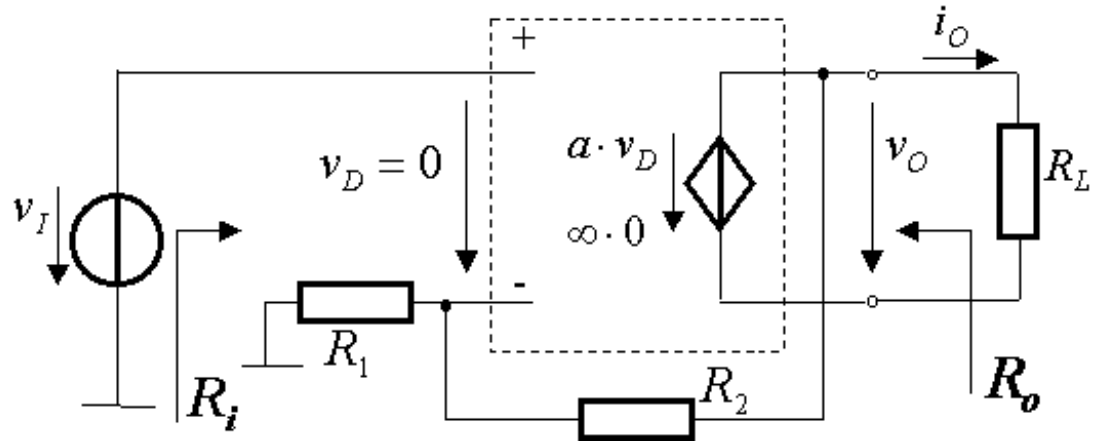 +
i_O
v_I
v_D = 0
a · v_D
∞ · 0
v_O
R_L
-
R_1
R_2
R_i
R_o